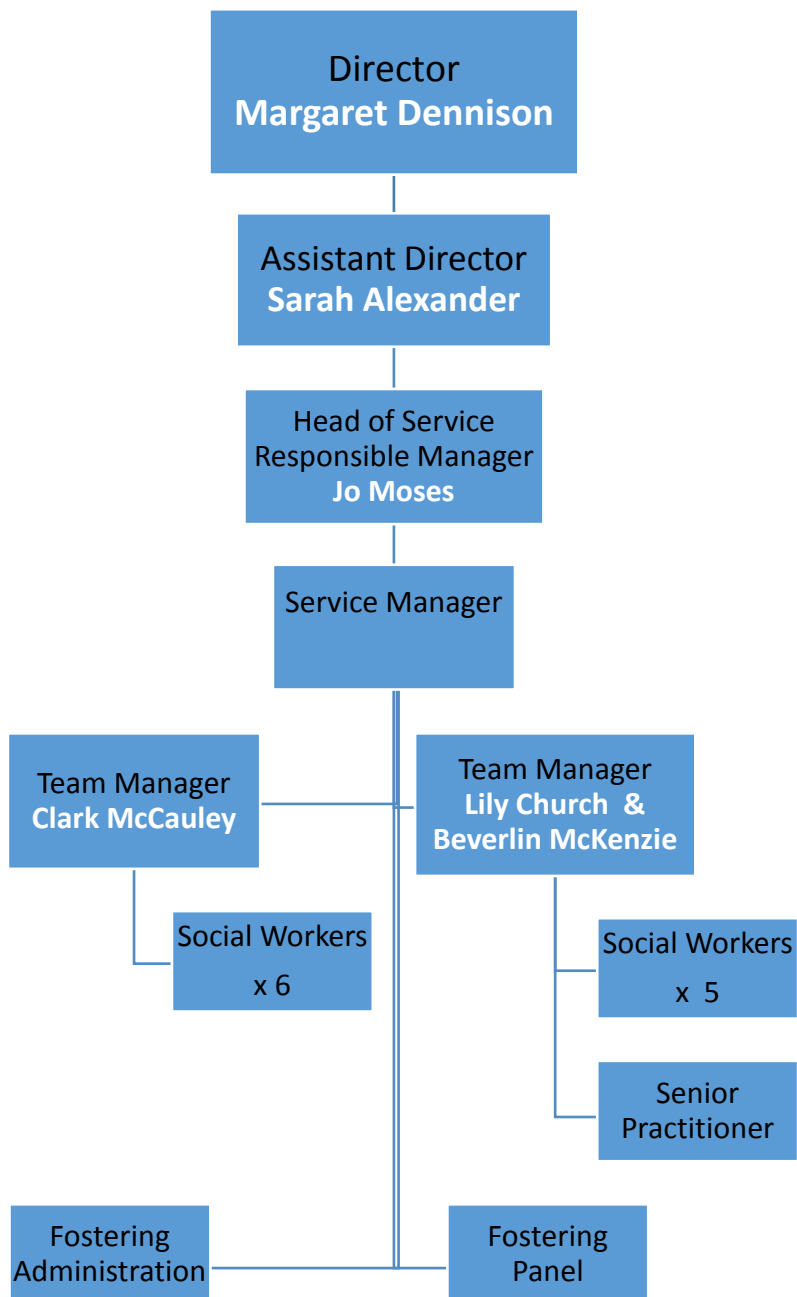 Director
Margaret Dennison
Assistant Director
Sarah Alexander
Head of Service
Responsible Manager
Jo Moses
Service Manager
Team Manager
Clark McCauley
Team Manager
Lily Church &
Beverlin McKenzie
Social Workers
x 6
Social Workers
x 5
Senior
Practitioner
Fostering
Administration
Fostering
Panel